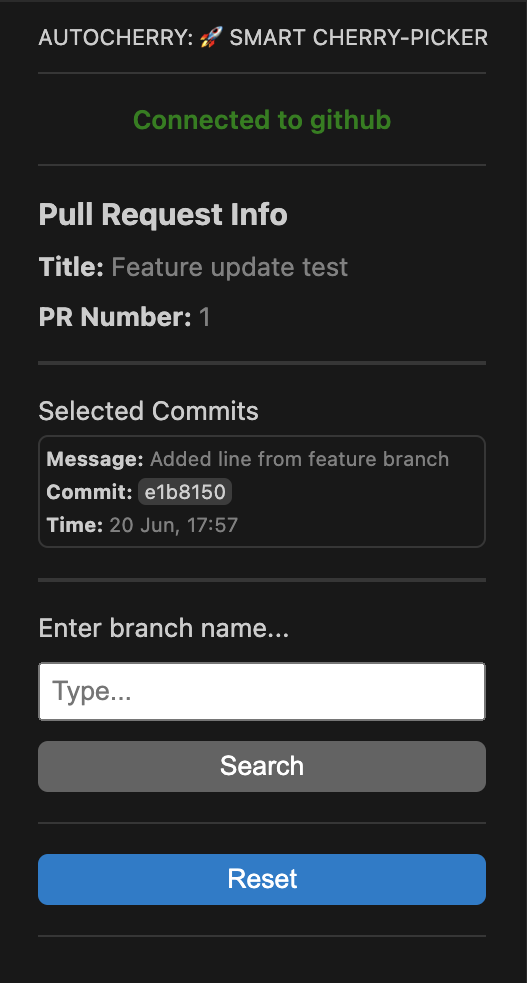 AUTOCHERRY: 🚀 SMART CHERRY-PICKER
Connected to github
Pull Request Info
Title: Feature update test
PR Number: 1
Selected Commits
Message: Added line from feature branch
Commit: e1b8150
Time: 20 Jun, 17:57
Enter branch name...
Type...
Search
Reset